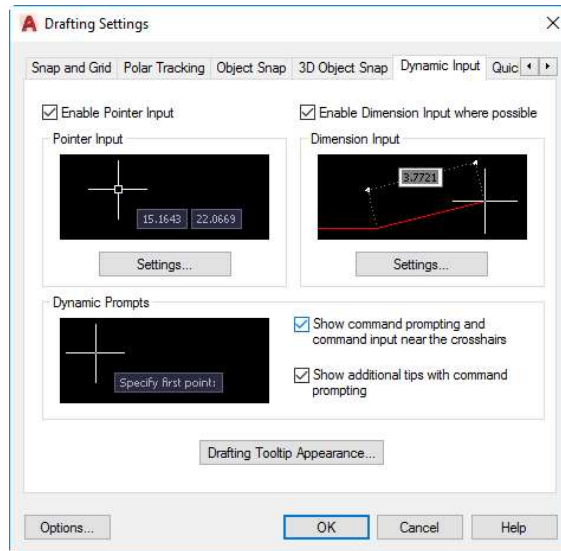 A Drafting Settings
Snap and Grid Polar Tracking Object Snap 3D Object Snap Dynamic Input Quic
Enable Pointer Input Enable Dimension Input where possible
Pointer Input Dimension Input
3.7721
15.1643 22.0669
Settings... Settings...
Dynamic Prompts
Show command prompting and
command input near the crosshairs
Specify first point:
Show additional tips with command
prompting
Drafting Tooltip Appearance...
Options... OK Cancel Help